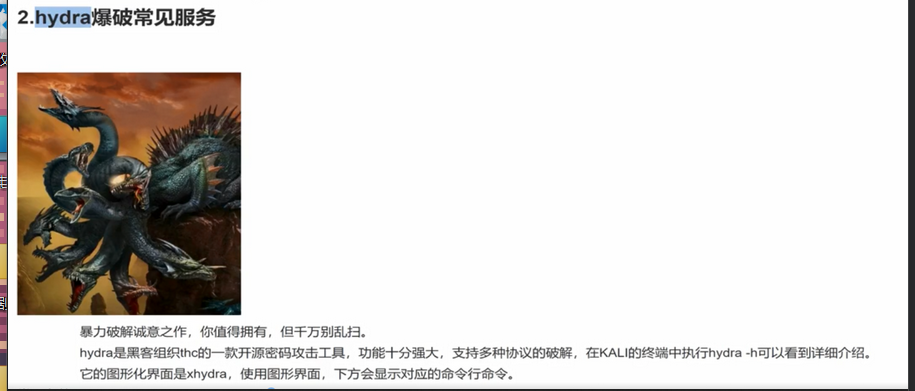 2.hydra爆破常见服务
暴力破解诚意之作，你值得拥有，但千万别乱扫。
hydra是黑客组织thc的一款开源密码攻击工具，功能十分强大，支持多种协议的破解，在KALI的终端中执行hydra -h可以看到详细介绍。
它的图形化界面是xhydra，使用图形界面，下方会显示对应的命令行命令。